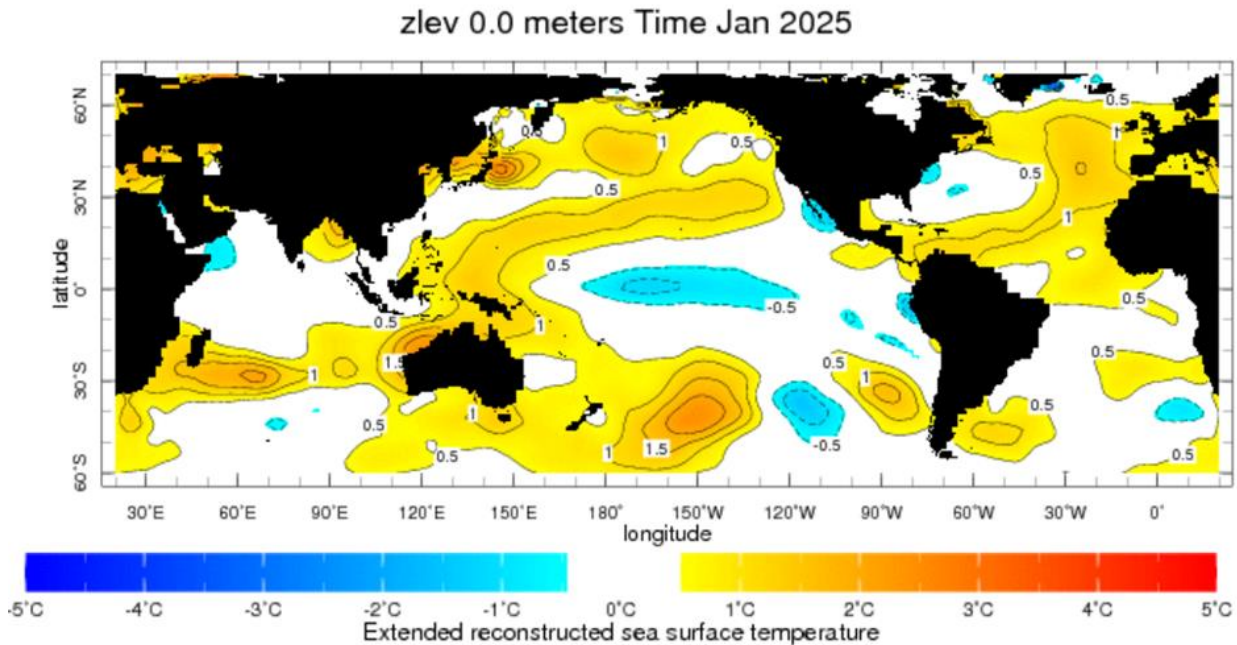 zlev 0.0 meters Time Jan 2025
latitude
60°N
30°N
0°
30°S
60°S
0.5
1
0.5
0.5
1
0.5
0.5
1
0.5
-0.5
0.5
0.5
1
1.5
1
0.5
1
0.5
1
0.5
0.5
1
1.5
-0.5
0.5
0.5
30°E
60°E
90°E
120°E
150°E
180°
150°W
120°W
90°W
60°W
30°W
0°
longitude
-5°C
-4°C
-3°C
-2°C
-1°C
0°C
1°C
2°C
3°C
4°C
5°C
Extended reconstructed sea surface temperature